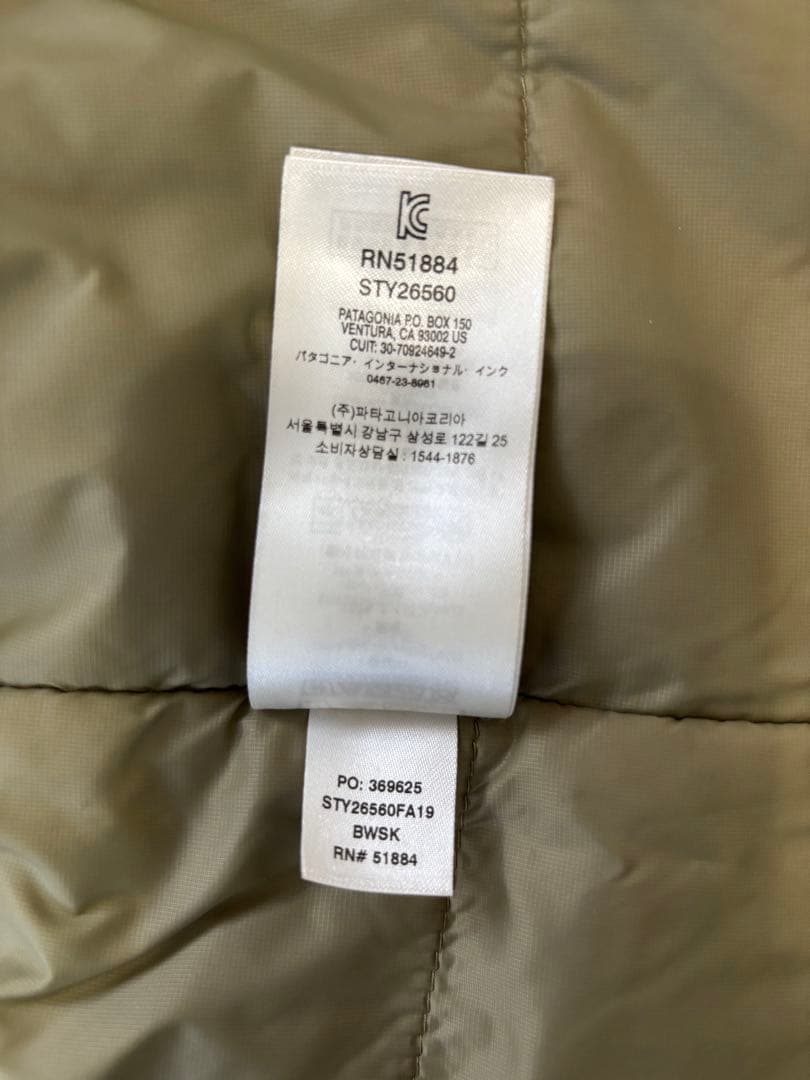 KC
RN51884
STY26560
PATAGONIA P.O. BOX 150
VENTURA, CA 93002 US
CUIT: 30-70924649-2
パタゴニア・インターナショナル・インク
0467-23-8961
(주)파타고니아코리아
서울특별시 강남구 삼성로 122길 25
소비자상담실 : 1544-1876
PO: 369625
STY26560FA19
BWSK
RN# 51884